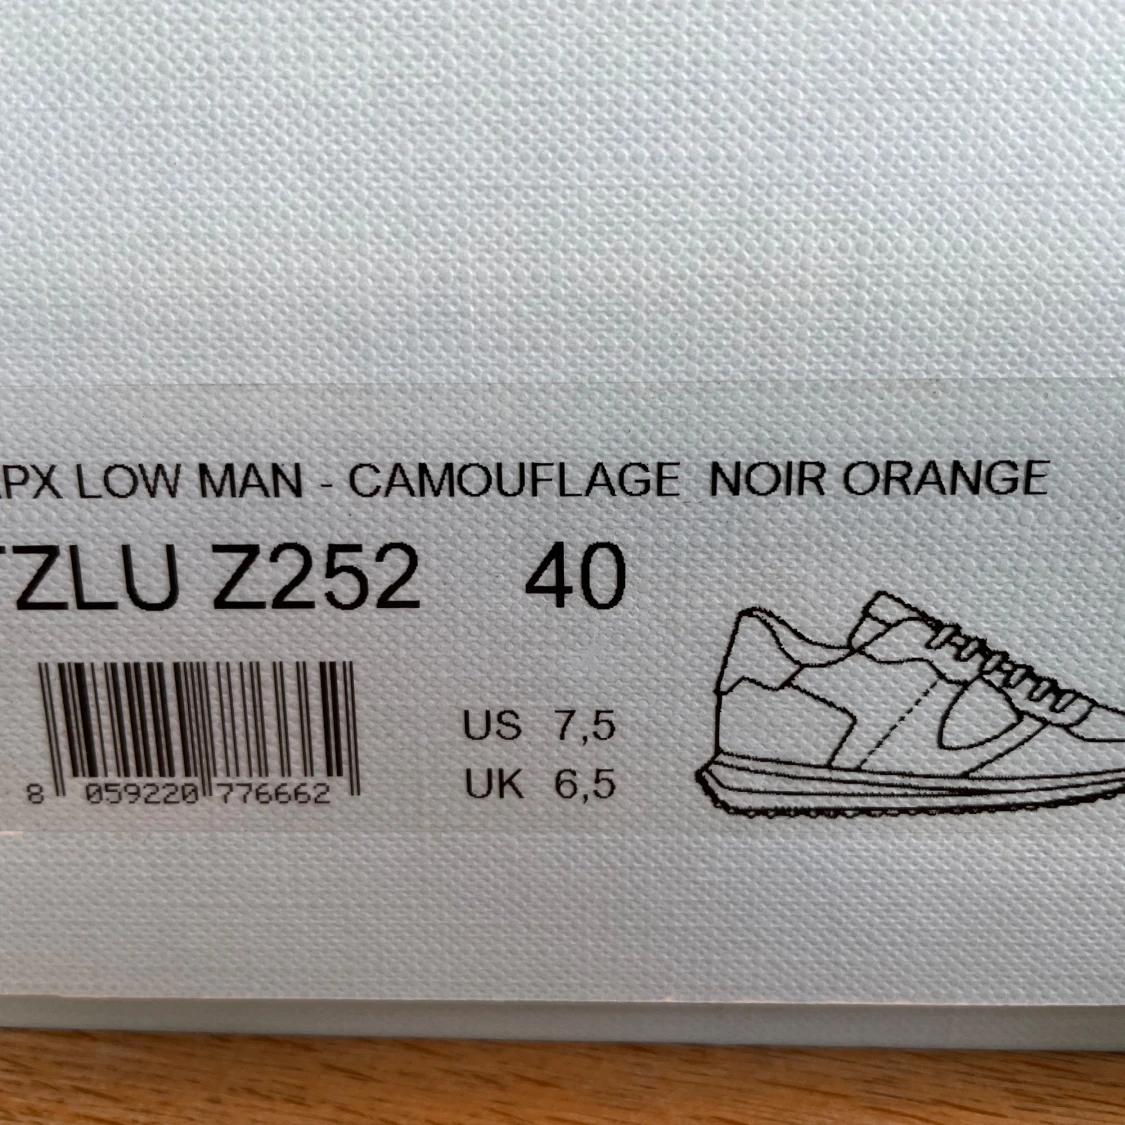 PX LOW MAN - CAMOUFLAGE NOIR ORANGE
TZLU Z252 40
US 7,5
UK 6,5
8 059220 776662